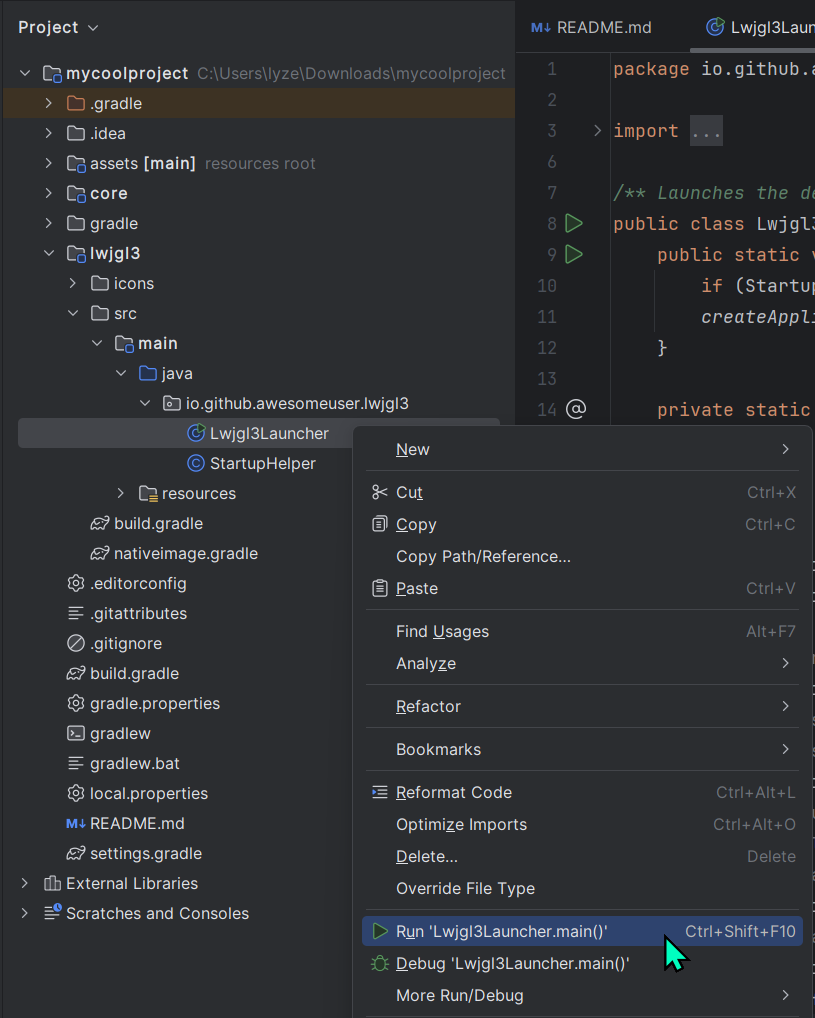 Project
mycoolproject C:\Users\lyze\Downloads\mycoolproject
.gradle
.idea
assets [main] resources root
core
gradle
lwjgl3
icons
src
main
java
io.github.awesomeuser.lwjgl3
Lwjgl3Launcher
StartupHelper
resources
build.gradle
nativeimage.gradle
.editorconfig
.gitattributes
.gitignore
build.gradle
gradle.properties
gradlew
gradlew.bat
local.properties
README.md
settings.gradle
External Libraries
Scratches and Consoles
README.md Lwjgl3Laun
1 package io.github.a
2
3 import ...
6
7 /** Launches the de
8 public class Lwjgl3
9 public static v
10 if (Startup
11 createAppli
12 }
13
14 @ private static
New
Cut Ctrl+X
Copy Ctrl+C
Copy Path/Reference...
Paste Ctrl+V
Find Usages Alt+F7
Analyze
Refactor
Bookmarks
Reformat Code Ctrl+Alt+L
Optimize Imports Ctrl+Alt+O
Delete... Delete
Override File Type
Run 'Lwjgl3Launcher.main()' Ctrl+Shift+F10
Debug 'Lwjgl3Launcher.main()'
More Run/Debug